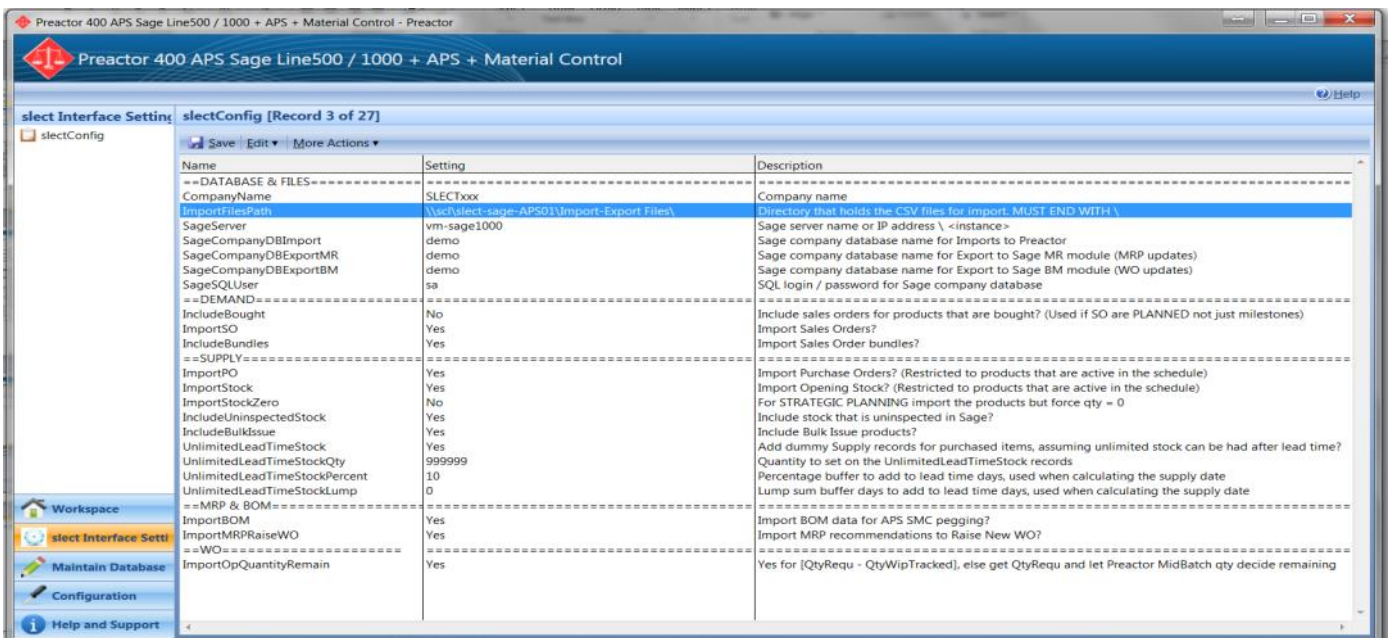 Preactor 400 APS Sage Line500 / 1000 + APS + Material Control - Preactor
Preactor 400 APS Sage Line500 / 1000 + APS + Material Control
Help
slect Interface Setting
slectConfig
slectConfig [Record 3 of 27]
Save Edit More Actions
Name Setting Description
==DATABASE & FILES==
CompanyName SLECTxxx Company name
ImportFilesPath \\scl\slect-sage-APS01\Import-Export Files\ Directory that holds the CSV files for import. MUST END WITH \
SageServer vm-sage1000 Sage server name or IP address \ <instance>
SageCompanyDBImport demo Sage company database name for Imports to Preactor
SageCompanyDBExportMR demo Sage company database name for Export to Sage MR module (MRP updates)
SageCompanyDBExportBM demo Sage company database name for Export to Sage BM module (WO updates)
SageSQLUser sa SQL login / password for Sage company database
==DEMAND==
IncludeBought No Include sales orders for products that are bought? (Used if SO are PLANNED not just milestones)
ImportSO Yes Import Sales Orders?
IncludeBundles Yes Import Sales Order bundles?
==SUPPLY==
ImportPO Yes Import Purchase Orders? (Restricted to products that are active in the schedule)
ImportStock Yes Import Opening Stock? (Restricted to products that are active in the schedule)
ImportStockZero No For STRATEGIC PLANNING import the products but force qty = 0
IncludeUninspectedStock Yes Include stock that is uninspected in Sage?
IncludeBulkIssue Yes Include Bulk Issue products?
UnlimitedLeadTimeStock Yes Add dummy Supply records for purchased items, assuming unlimited stock can be had after lead time?
UnlimitedLeadTimeStockQty 999999 Quantity to set on the UnlimitedLeadTimeStock records
UnlimitedLeadTimeStockPercent 10 Percentage buffer to add to lead time days, used when calculating the supply date
UnlimitedLeadTimeStockLump 0 Lump sum buffer days to add to lead time days, used when calculating the supply date
==MRP & BOM==
ImportBOM Yes Import BOM data for APS SMC pegging?
ImportMRPRaiseWO Yes Import MRP recommendations to Raise New WO?
==WO==
ImportOpQuantityRemain Yes Yes for [QtyRequ - QtyWipTracked], else get QtyRequ and let Preactor MidBatch qty decide remaining
Workspace
slect Interface Setti
Maintain Database
Configuration
Help and Support